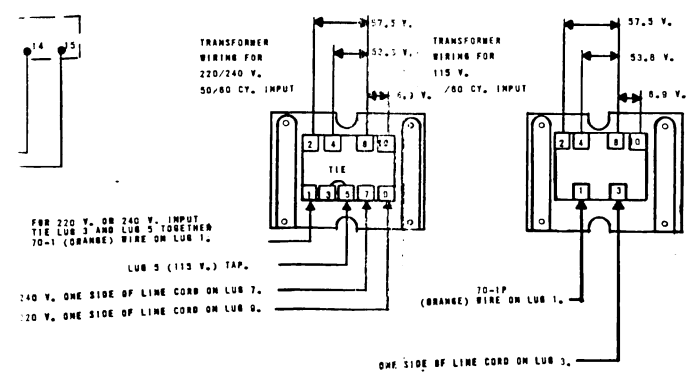 14 15
57.5 V.
TRANSFORMER
WIRING FOR
220/240 V.
50/60 CY. INPUT
6.9 V.
2 4 8 10
TIE
1 3 5 7 9
TRANSFORMER
WIRING FOR
115 V.
/60 CY. INPUT
57.5 V.
53.8 V.
6.9 V.
2 4 8 10
1 3
FOR 220 V. OR 240 V. INPUT
TIE LUG 3 AND LUG 5 TOGETHER
70-1 (ORANGE) WIRE ON LUG 1.
LUG 5 (115 V.) TAP.
240 V. ONE SIDE OF LINE CORD ON LUG 7.
220 V. ONE SIDE OF LINE CORD ON LUG 9.
70-1P
(ORANGE) WIRE ON LUG 1.
ONE SIDE OF LINE CORD ON LUG 3.